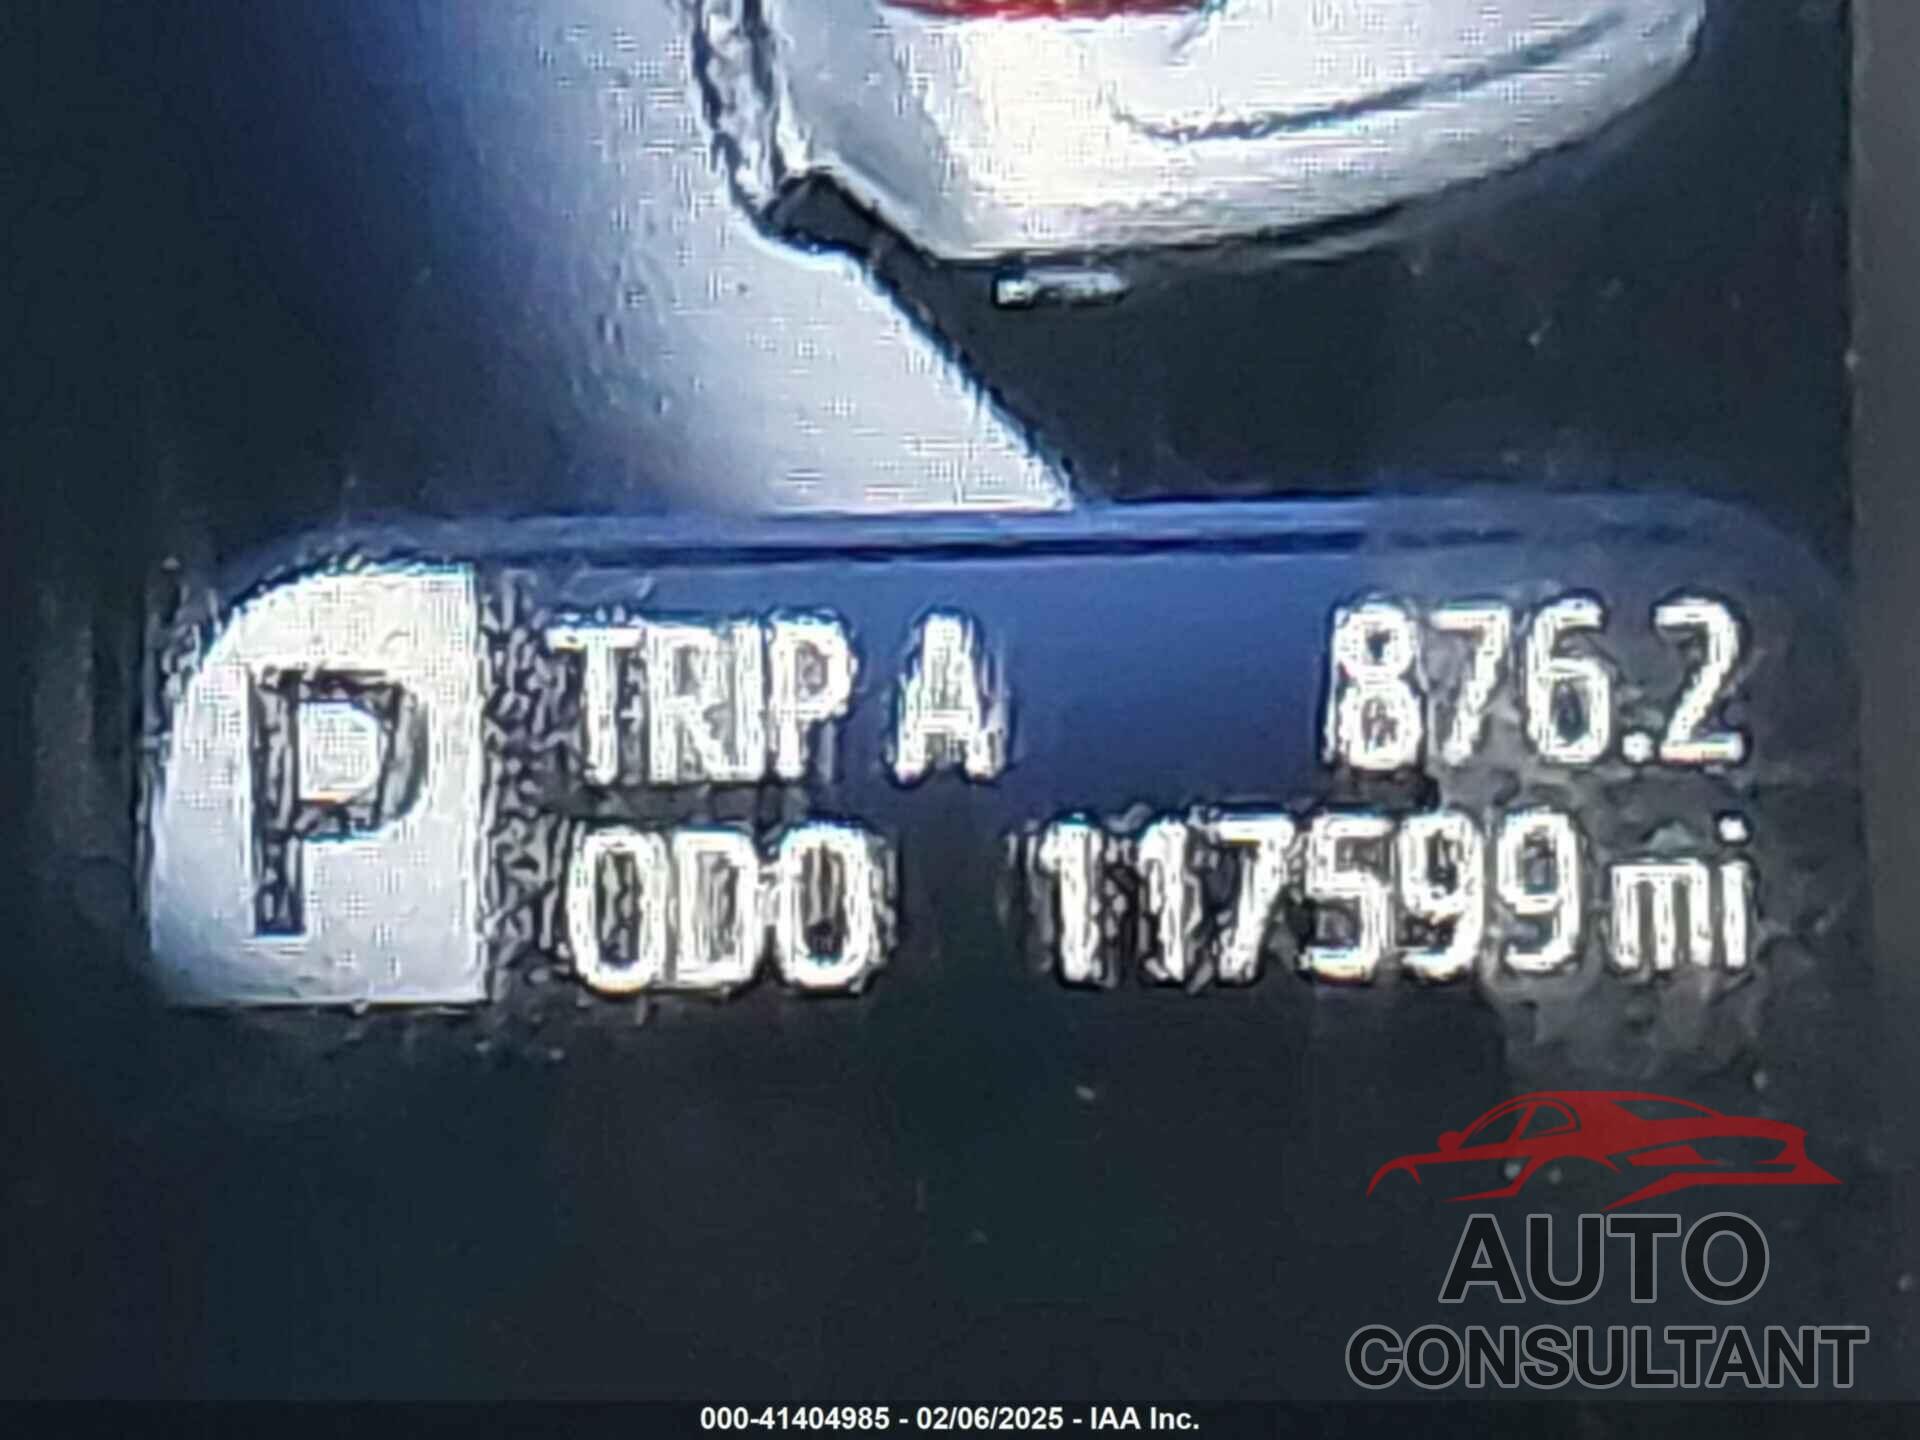 P
TRIP A 876.2
ODO 117599 mi
AUTO
CONSULTANT
000-41404985 - 02/06/2025 - IAA Inc.